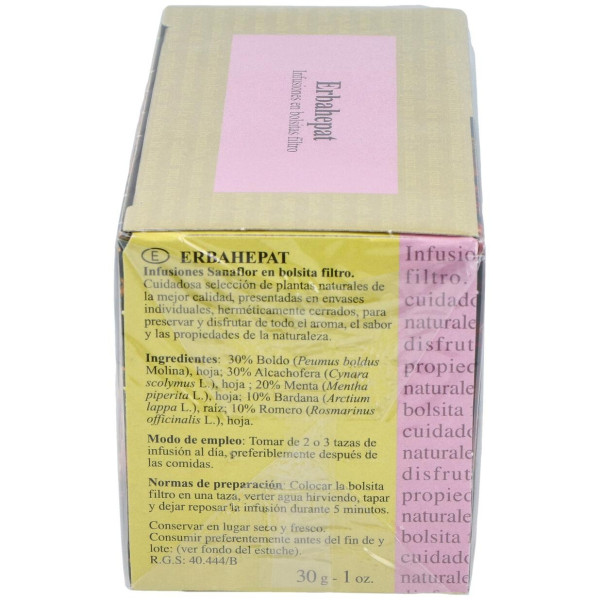 Erbahepat
Infusiones en bolsitas filtro
E ERBAHEPAT
Infusiones Sanaflor en bolsita filtro.
Cuidadosa selección de plantas naturales de
la mejor calidad, presentadas en envases
individuales, herméticamente cerrados, para
preservar y disfrutar de todo el aroma, el sabor
y las propiedades de la naturaleza.
Ingredientes: 30% Boldo (Peumus boldus
Molina), hoja; 30% Alcachofera (Cynara
scolymus L.), hoja ; 20% Menta (Mentha
piperita L.), hoja; 10% Bardana (Arctium
lappa L.), raíz; 10% Romero (Rosmarinus
officinalis L.), hoja.
Modo de empleo: Tomar de 2 o 3 tazas de
infusión al día, preferiblemente después de
las comidas.
Normas de preparación: Colocar la bolsita
filtro en una taza, verter agua hirviendo, tapar
y dejar reposar la infusión durante 5 minutos.
Conservar en lugar seco y fresco.
Consumir preferentemente antes del fin de y
lote: (ver fondo del estuche).
R.G.S: 40.444/B
30 g - 1 oz.
Infusio
filtro.
cuidado
naturale
disfrut
propied
naturale
bolsita f
cuidado
naturale
disfrut
propied
naturale
bolsita f
cuidado
naturale